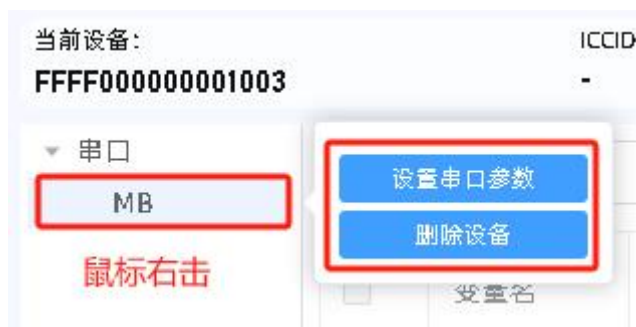 当前设备:
FFFF000000001003
ICCID
-
串口
MB
鼠标右击
设置串口参数
删除设备
变量名